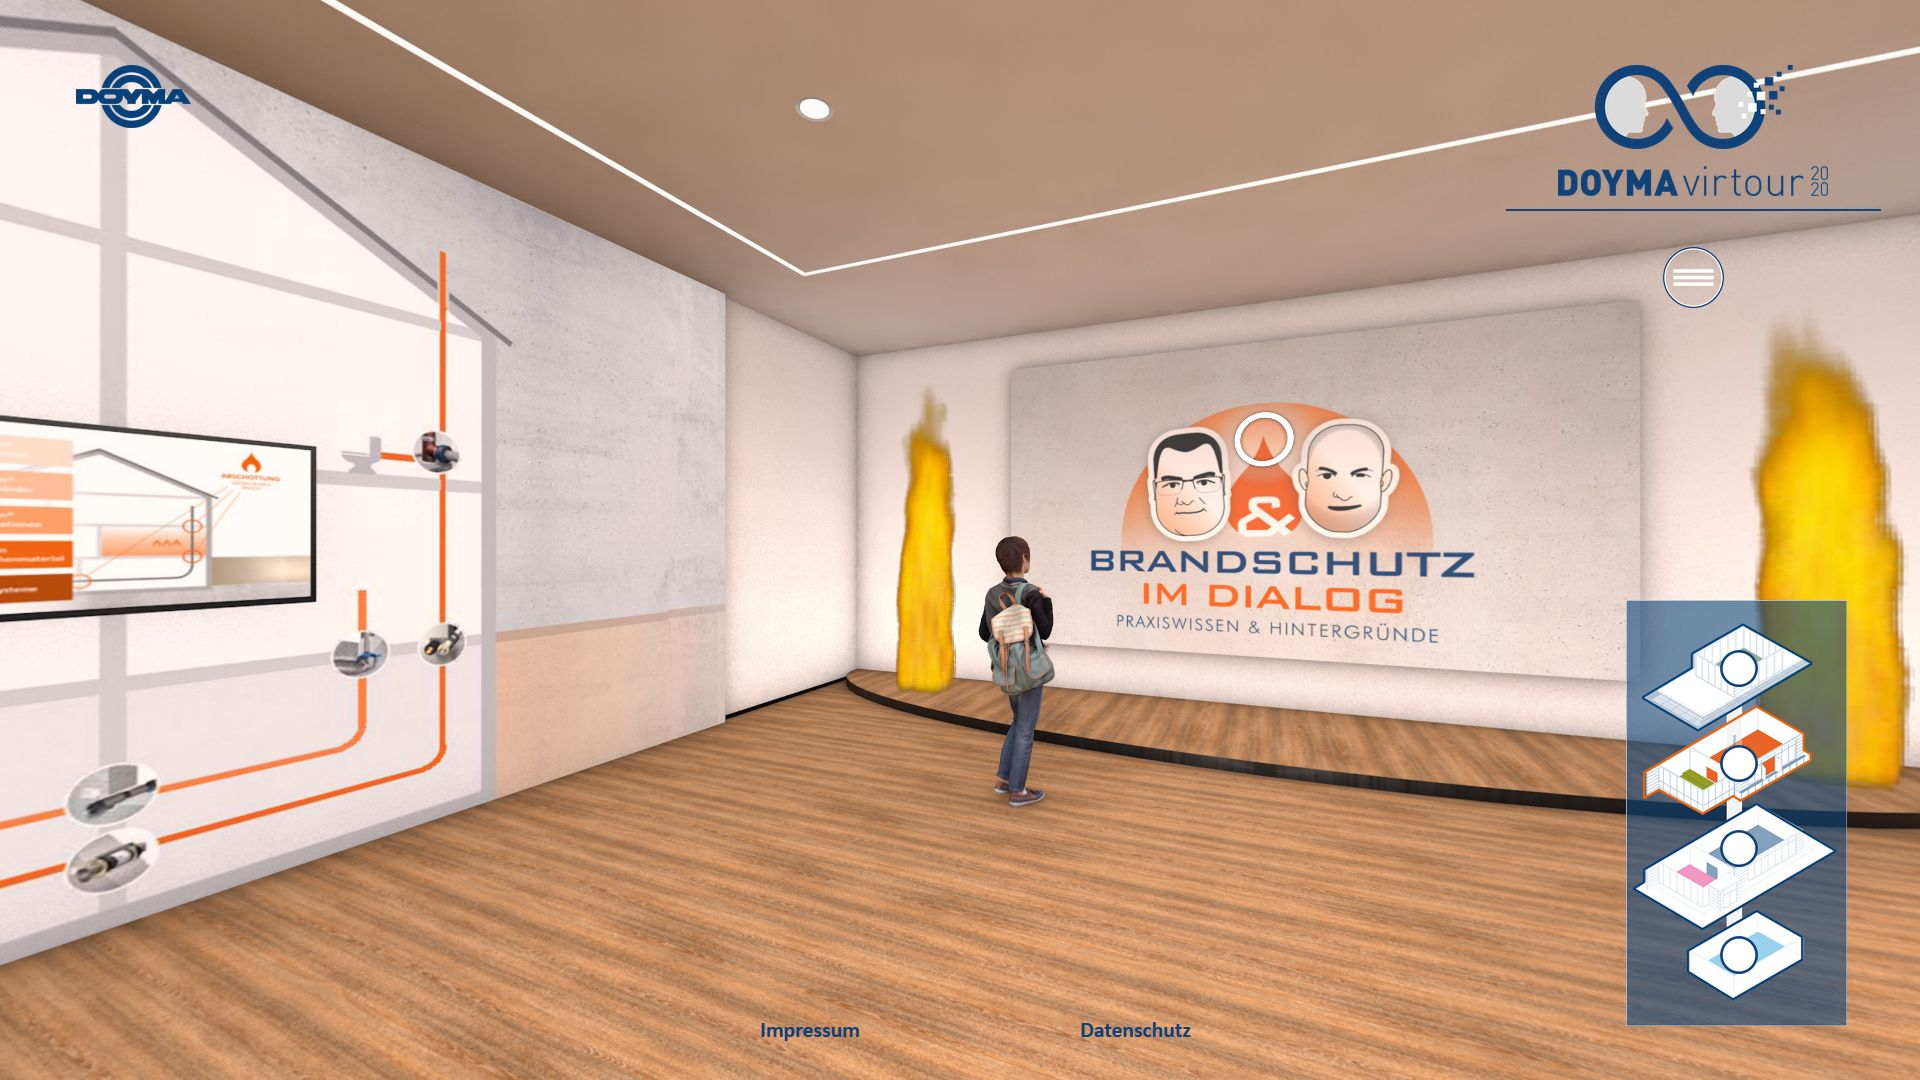 DOYMA
DOYMA virtour 20
20
ABSCHOTTUNG
&
BRANDSCHUTZ
IM DIALOG
PRAXISWISSEN & HINTERGRÜNDE
Impressum
Datenschutz